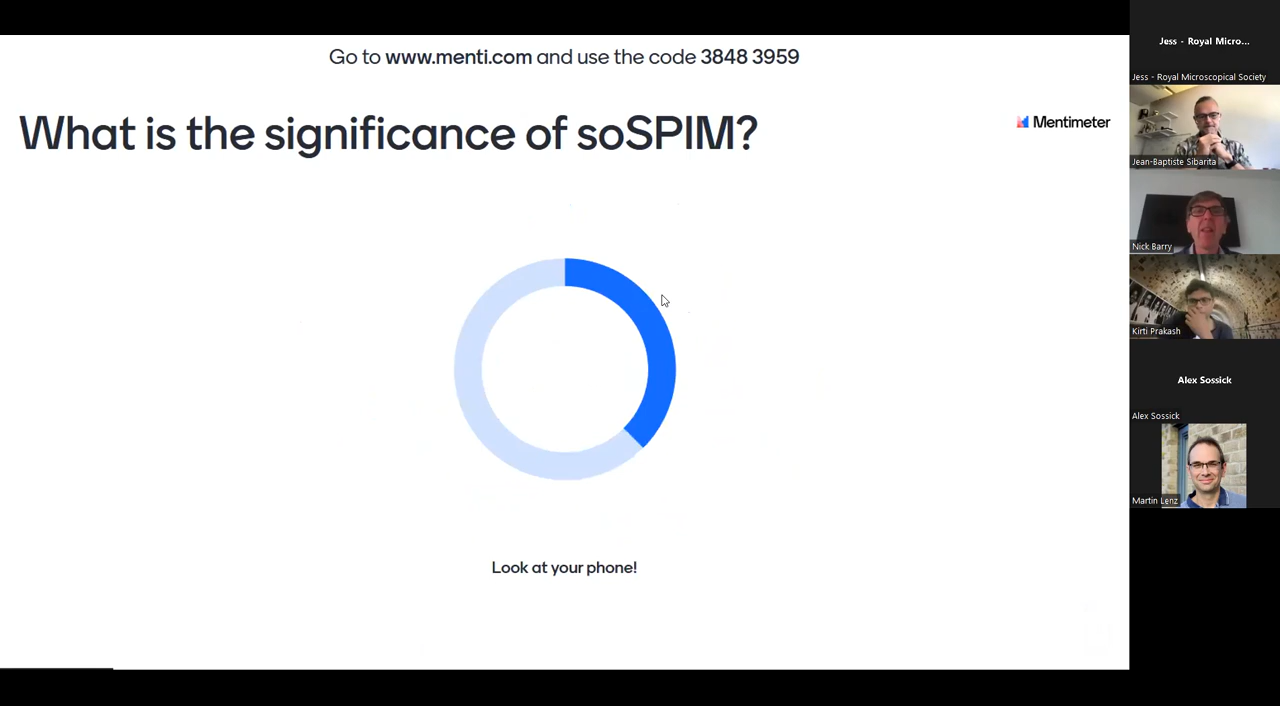 Go to www.menti.com and use the code 3848 3959
What is the significance of soSPIM?
Mentimeter
Look at your phone!
Jess - Royal Micro...
Jess - Royal Microscopical Society
Jean-Baptiste Sibarita
Nick Barry
Kirti Prakash
Alex Sossick
Alex Sossick
Martin Lenz